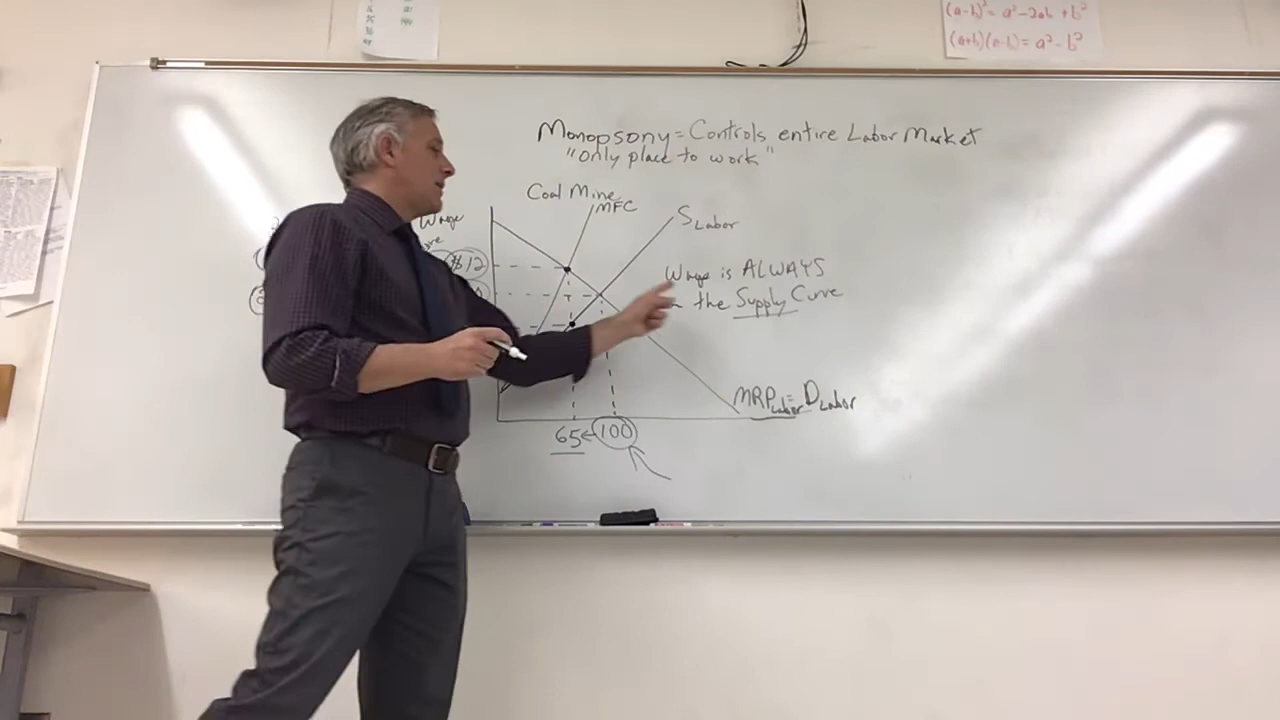 (a-b)² = a² - 2ab + b²
(a+b)(a-b) = a² - b²
Monopsony = Controls entire Labor Market
"only place to work"
Coal Mine
MFC
S Labor
Wage
$12
Wage is ALWAYS
the Supply Curve
MRP Labor = D Labor
65 ← 100